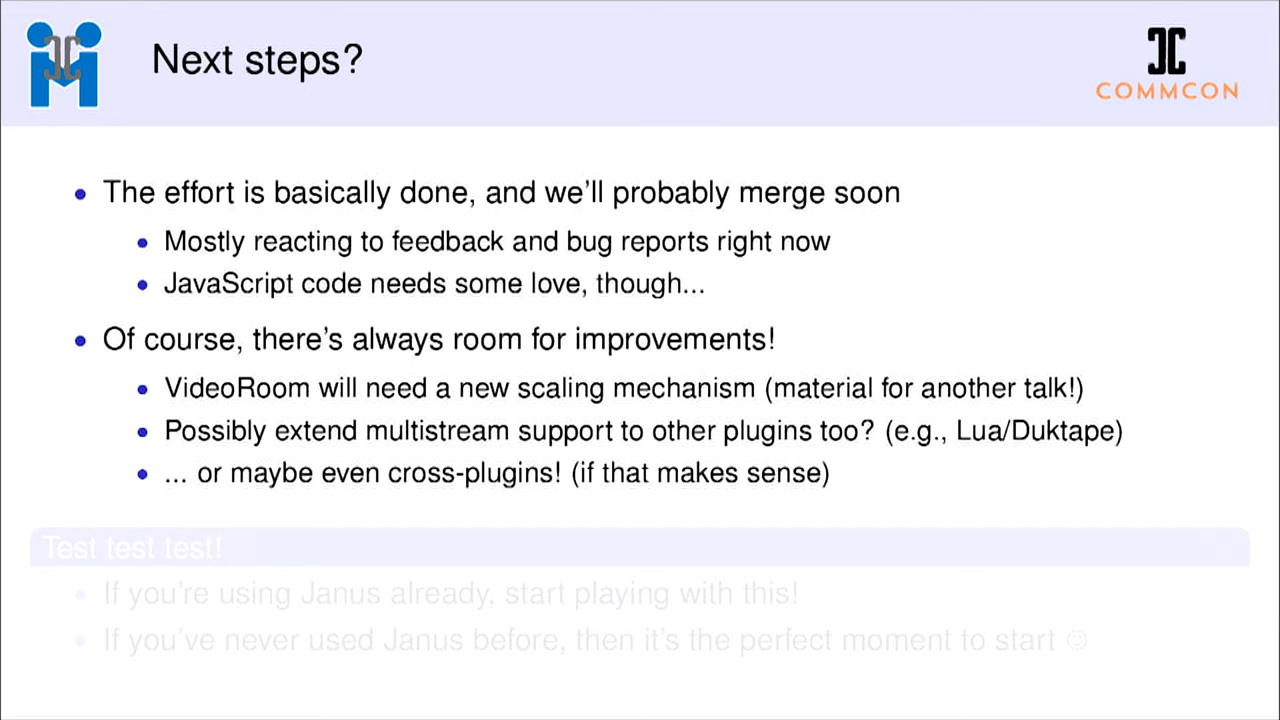 Next steps?
COMMCON
• The effort is basically done, and we'll probably merge soon
• Mostly reacting to feedback and bug reports right now
• JavaScript code needs some love, though...
• Of course, there's always room for improvements!
• VideoRoom will need a new scaling mechanism (material for another talk!)
• Possibly extend multistream support to other plugins too? (e.g., Lua/Duktape)
• ... or maybe even cross-plugins! (if that makes sense)
Test test test!
• If you're using Janus already, start playing with this!
• If you've never used Janus before, then it's the perfect moment to start ☺